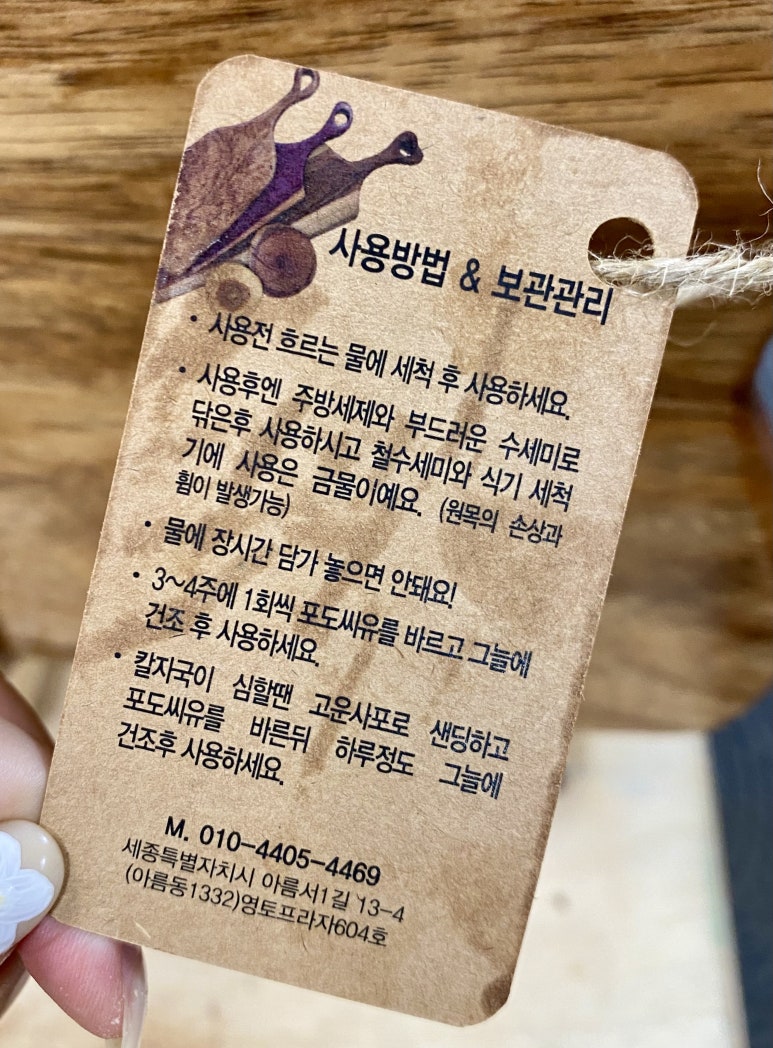 사용방법 & 보관관리
• 사용전 흐르는 물에 세척 후 사용하세요.
• 사용후엔 주방세제와 부드러운 수세미로
닦은후 사용하시고 철수세미와 식기 세척
기에 사용은 금물이예요. (원목의 손상과
휨이 발생가능)
• 물에 장시간 담가 놓으면 안돼요!
• 3~4주에 1회씩 포도씨유를 바르고 그늘에
건조 후 사용하세요.
• 칼자국이 심할땐 고운사포로 샌딩하고
포도씨유를 바른뒤 하루정도 그늘에
건조후 사용하세요.
M. 010-4405-4469
세종특별자치시 아름서1길 13-4
(아름동1332)영토프라자604호